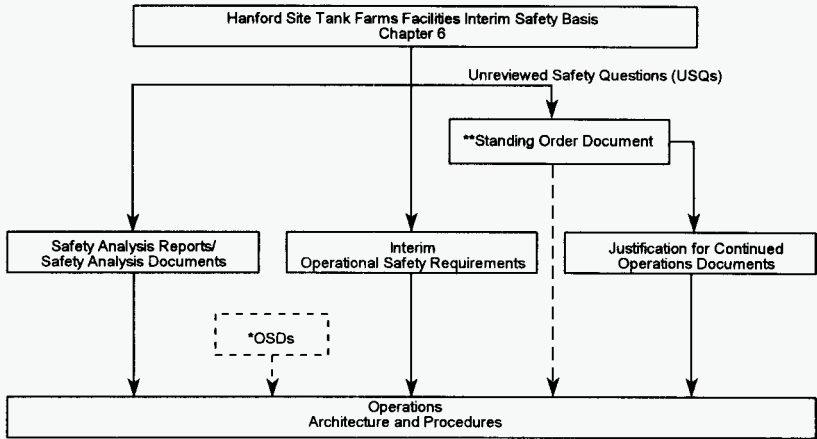 Hanford Site Tank Farms Facilities Interim Safety Basis
Chapter 6
Unreviewed Safety Questions (USQs)
**Standing Order Document
Safety Analysis Reports/
Safety Analysis Documents
Interim
Operational Safety Requirements
Justification for Continued
Operations Documents
*OSDs
Operations
Architecture and Procedures